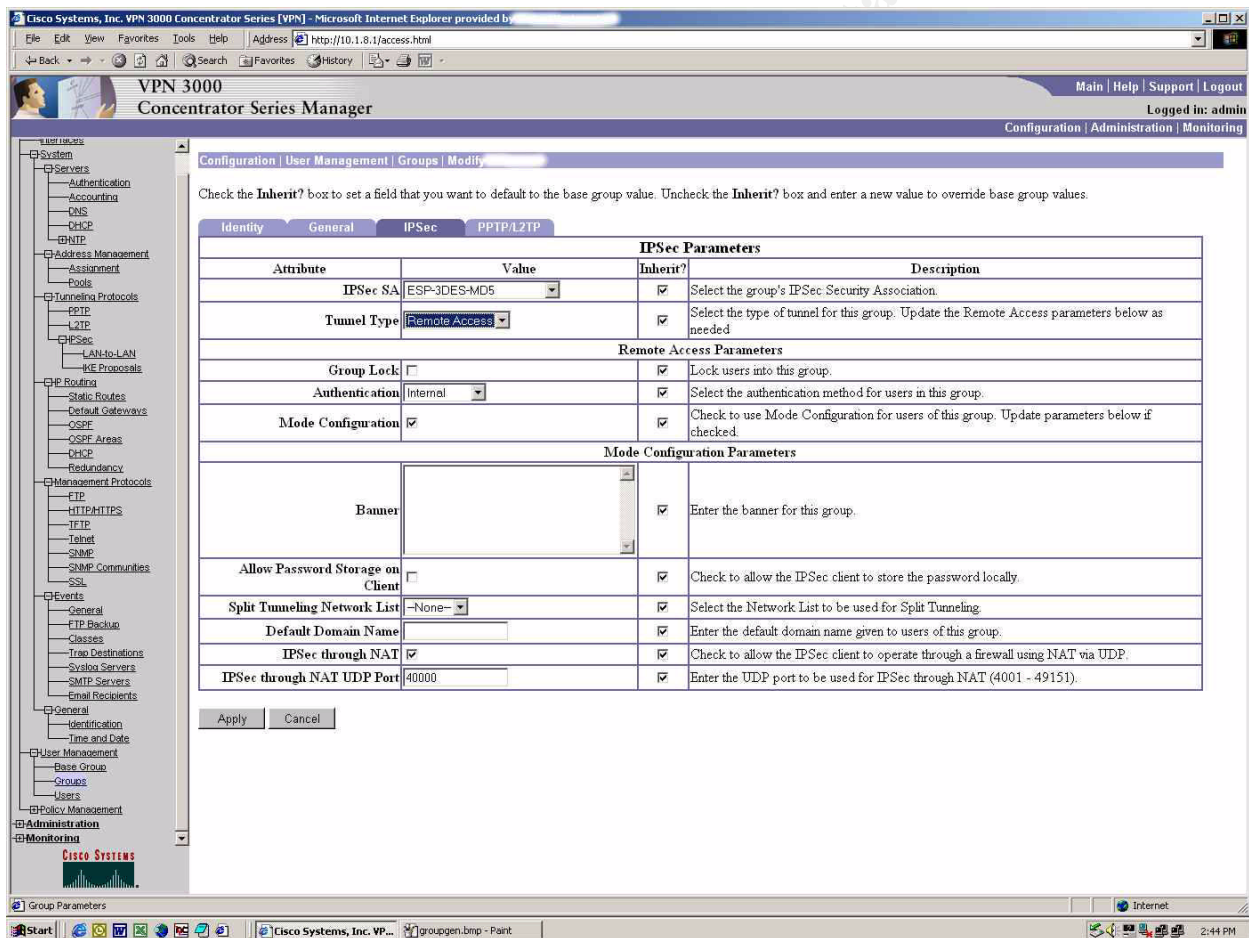 Cisco Systems, Inc. VPN 3000 Concentrator Series [VPN] - Microsoft Internet Explorer provided by
File Edit View Favorites Tools Help Address http://10.1.8.1/access.html
Back Search Favorites History
VPN 3000
Concentrator Series Manager
Main | Help | Support | Logout
Logged in: admin
Configuration | Administration | Monitoring
Interfaces
System
Servers
Authentication
Accounting
DNS
DHCP
NTP
Address Management
Assignment
Pools
Tunneling Protocols
PPTP
L2TP
IPSec
LAN-to-LAN
IKE Proposals
IP Routing
Static Routes
Default Gateways
OSPF
OSPF Areas
DHCP
Redundancy
Management Protocols
FTP
HTTP/HTTPS
TFTP
Telnet
SNMP
SNMP Communities
SSL
Events
General
FTP Backup
Classes
Trap Destinations
Syslog Servers
SMTP Servers
Email Recipients
General
Identification
Time and Date
User Management
Base Group
Groups
Users
Policy Management
Administration
Monitoring
CISCO SYSTEMS
Configuration | User Management | Groups | Modify
Check the Inherit? box to set a field that you want to default to the base group value. Uncheck the Inherit? box and enter a new value to override base group values.
Identity General IPSec PPTP/L2TP
IPSec Parameters
Attribute Value Inherit? Description
IPSec SA ESP-3DES-MD5 Select the group's IPSec Security Association.
Tunnel Type Remote Access Select the type of tunnel for this group. Update the Remote Access parameters below as
needed
Remote Access Parameters
Group Lock Lock users into this group.
Authentication Internal Select the authentication method for users in this group.
Mode Configuration Check to use Mode Configuration for users of this group. Update parameters below if
checked.
Mode Configuration Parameters
Banner Enter the banner for this group.
Allow Password Storage on
Client Check to allow the IPSec client to store the password locally.
Split Tunneling Network List --None-- Select the Network List to be used for Split Tunneling.
Default Domain Name Enter the default domain name given to users of this group.
IPSec through NAT Check to allow the IPSec client to operate through a firewall using NAT via UDP.
IPSec through NAT UDP Port 40000 Enter the UDP port to be used for IPSec through NAT (4001 - 49151).
Apply Cancel
Group Parameters Internet
Start Cisco Systems, Inc. VP... groupgen.bmp - Paint 2:44 PM